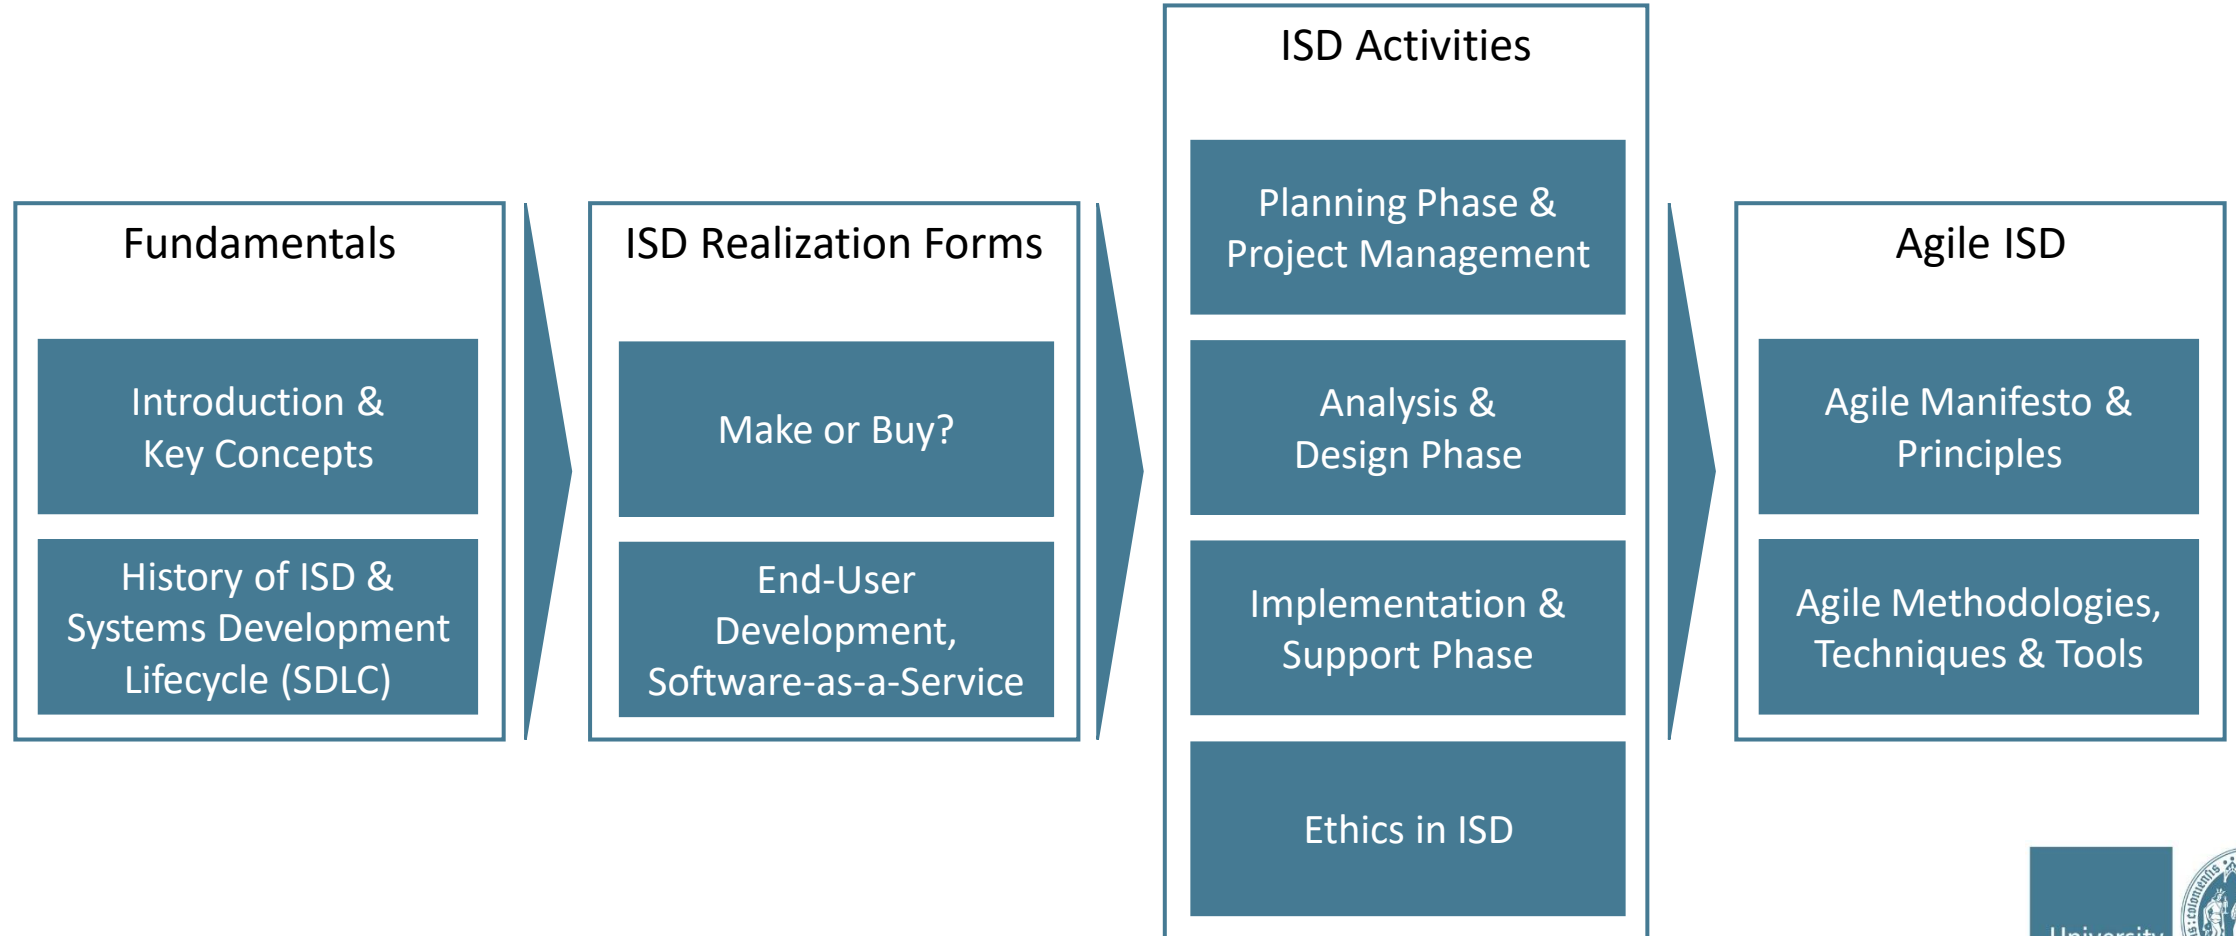 Fundamentals
Introduction &
Key Concepts
History of ISD &
Systems Development
Lifecycle (SDLC)
ISD Realization Forms
Make or Buy?
End-User
Development,
Software-as-a-Service
ISD Activities
Planning Phase &
Project Management
Analysis &
Design Phase
Implementation &
Support Phase
Ethics in ISD
Agile ISD
Agile Manifesto &
Principles
Agile Methodologies,
Techniques & Tools
University